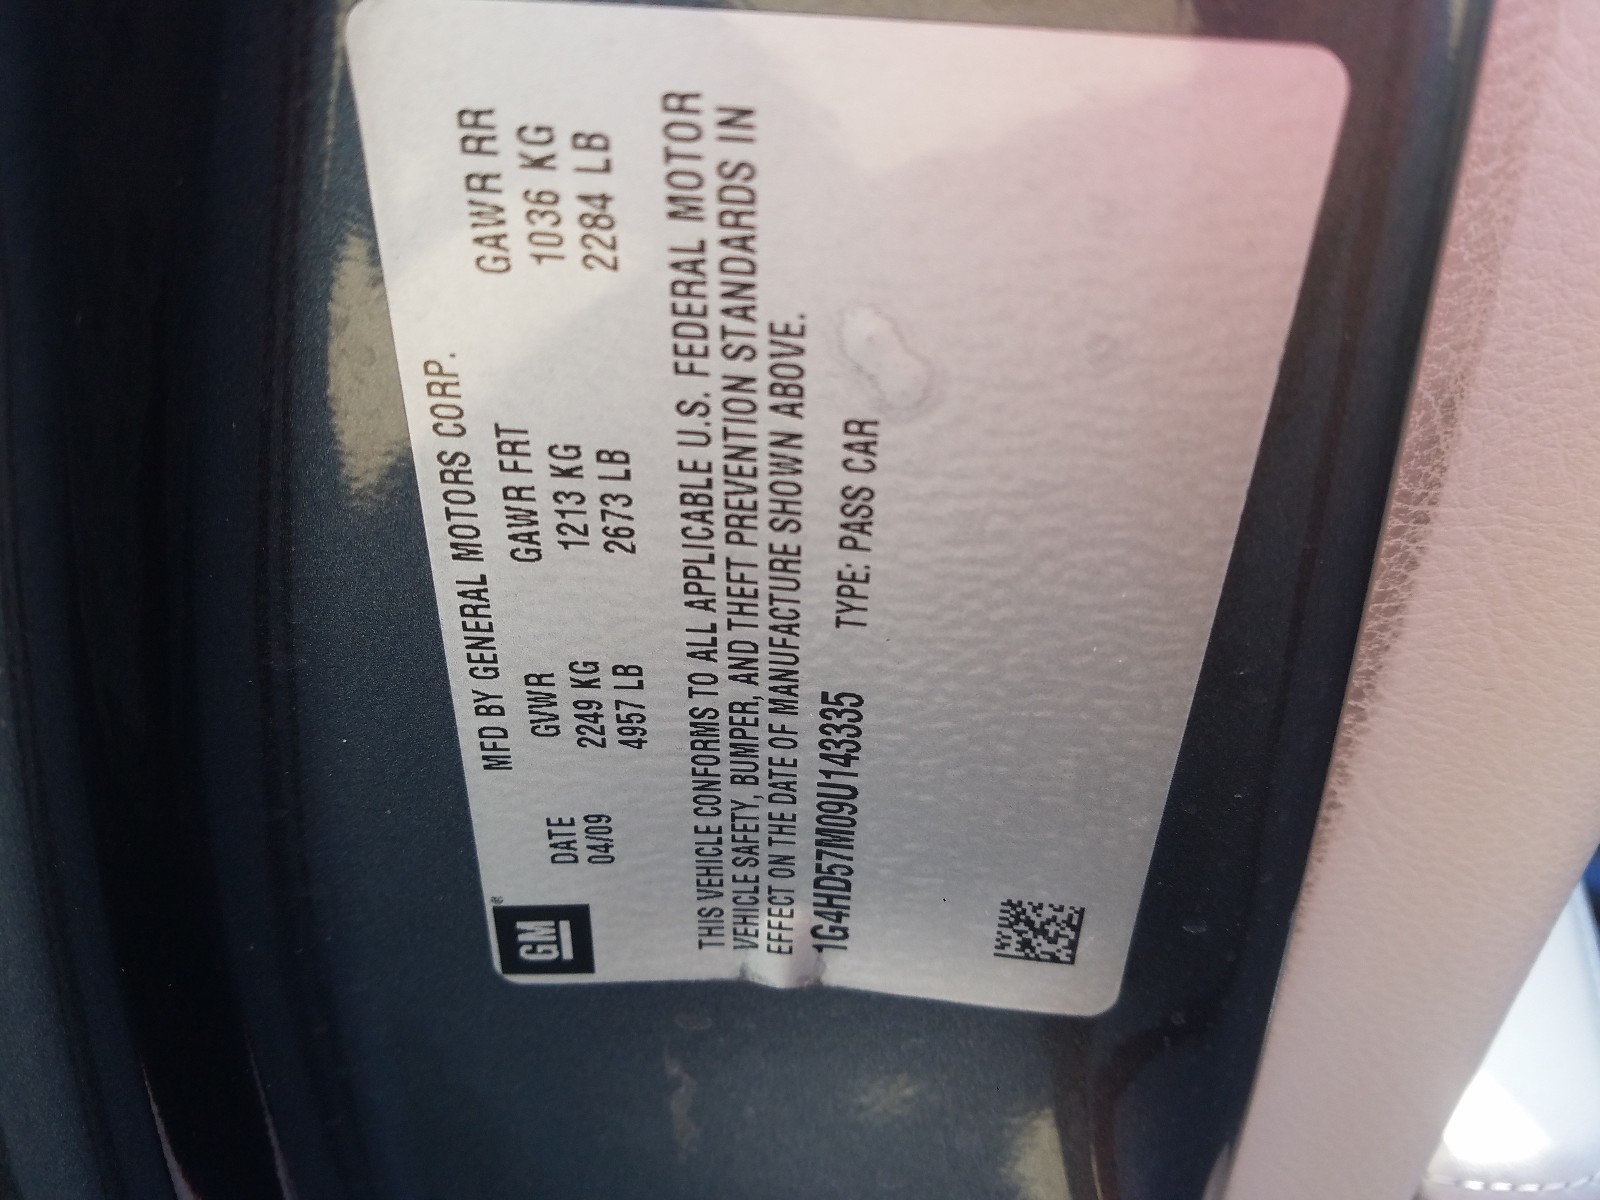 GM®
MFD BY GENERAL MOTORS CORP.
DATE GVWR GAWR FRT GAWR RR
04/09 2249 KG 1213 KG 1036 KG
4957 LB 2673 LB 2284 LB
THIS VEHICLE CONFORMS TO ALL APPLICABLE U.S. FEDERAL MOTOR
VEHICLE SAFETY, BUMPER, AND THEFT PREVENTION STANDARDS IN
EFFECT ON THE DATE OF MANUFACTURE SHOWN ABOVE.
1G4HD57M09U143335 TYPE: PASS CAR